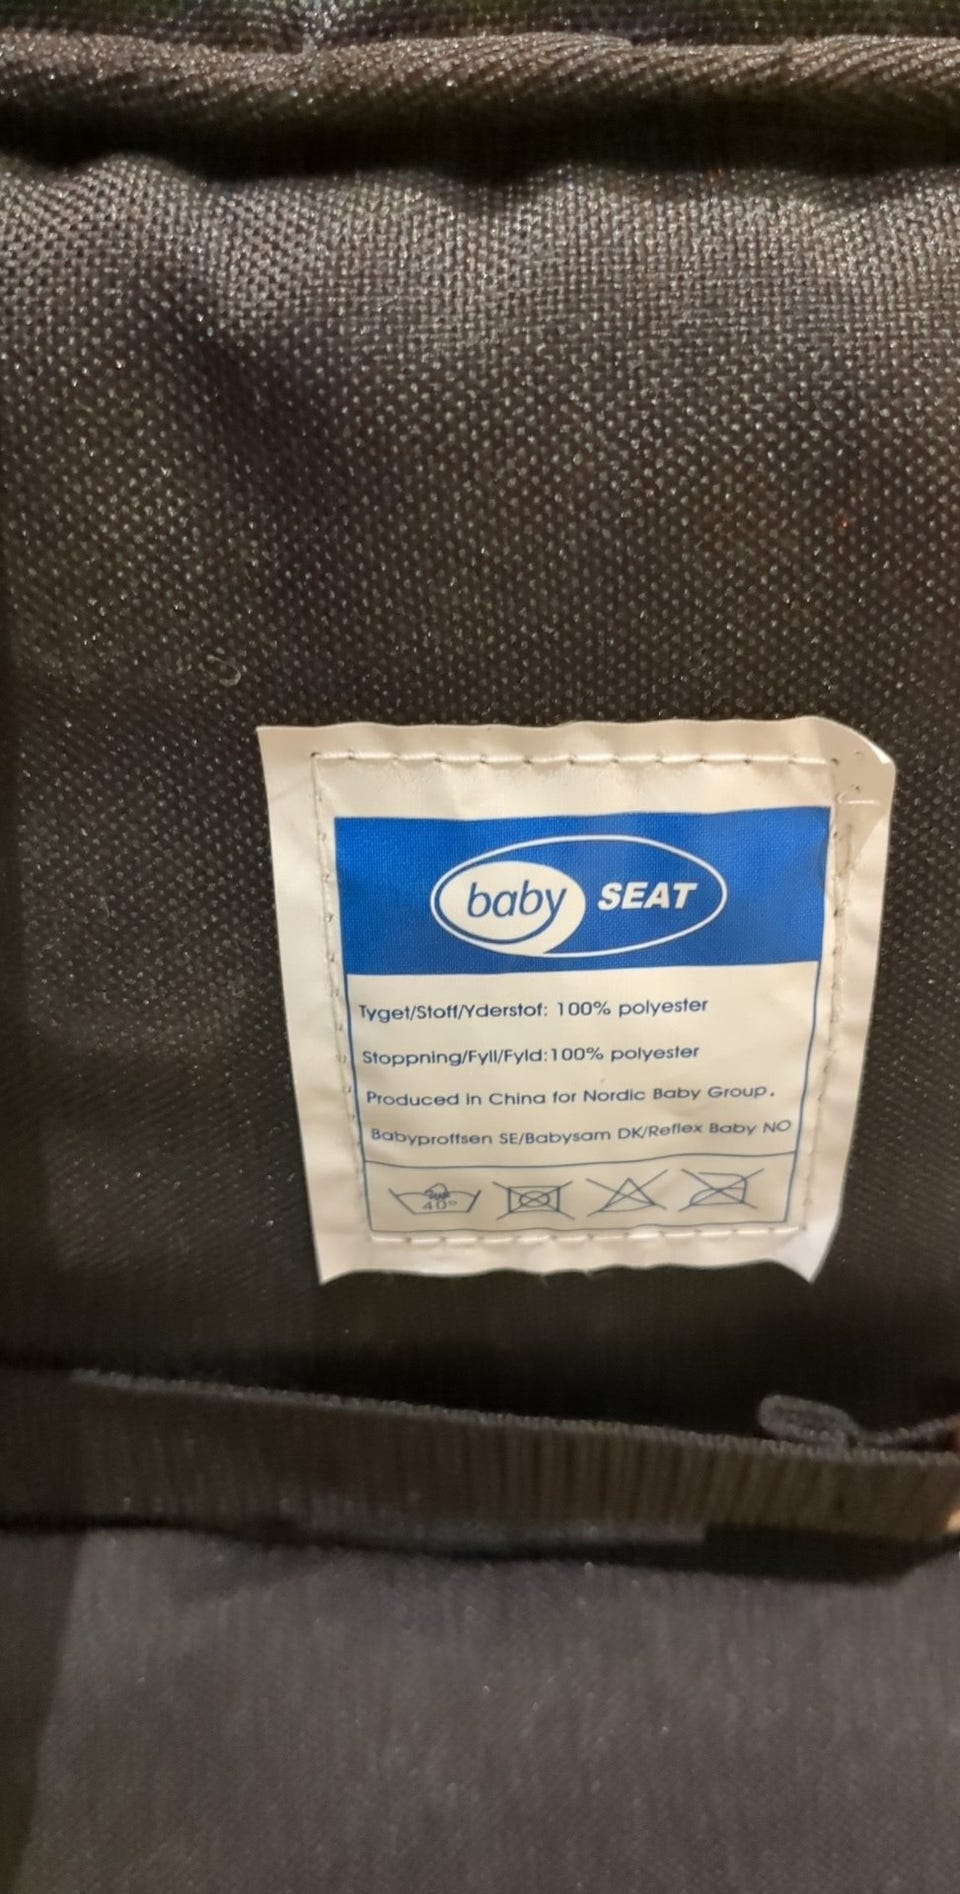 baby SEAT
Tyget/Stoff/Yderstof: 100% polyester
Stoppning/Fyll/Fyld:100% polyester
Produced in China for Nordic Baby Group.
Babyproffsen SE/Babysam DK/Reflex Baby NO
40°